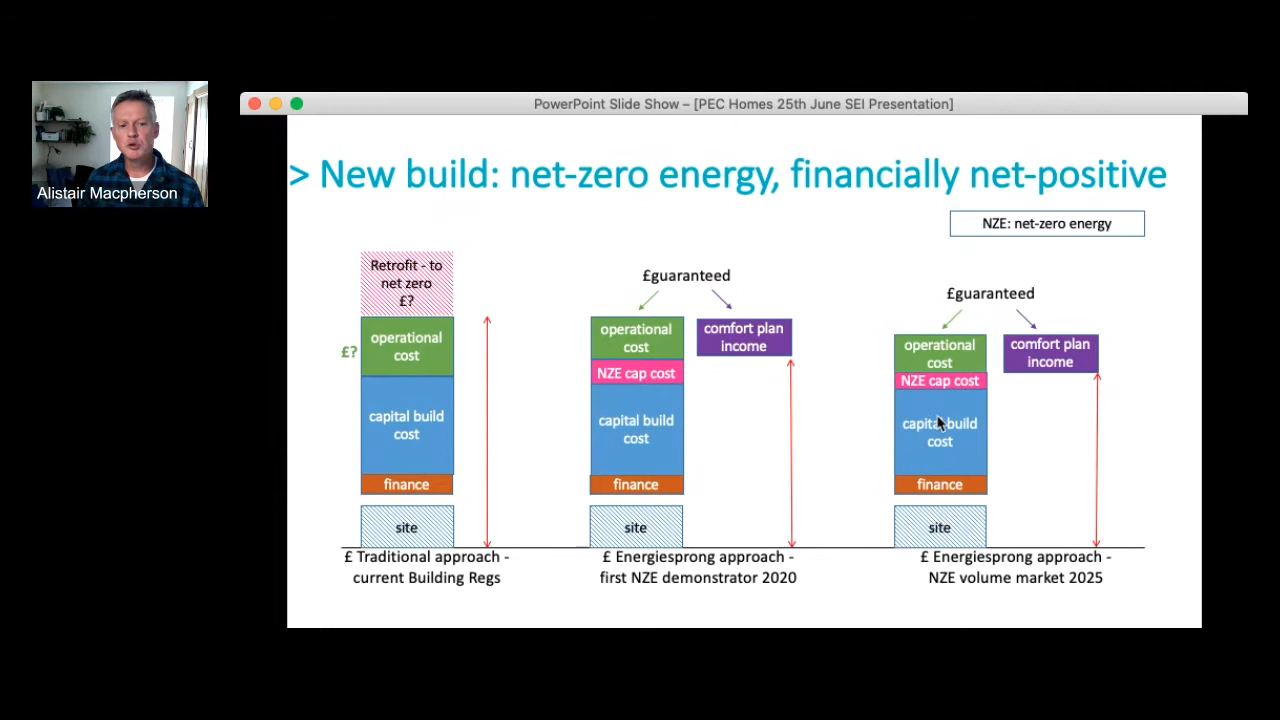 PowerPoint Slide Show – [PEC Homes 25th June SEI Presentation]
Alistair Macpherson
> New build: net-zero energy, financially net-positive
NZE: net-zero energy
Retrofit - to
net zero
£?
£?
operational
cost
capital build
cost
finance
site
£ Traditional approach -
current Building Regs
£guaranteed
operational
cost
comfort plan
income
NZE cap cost
capital build
cost
finance
site
£ Energiesprong approach -
first NZE demonstrator 2020
£guaranteed
operational
cost
comfort plan
income
NZE cap cost
capital build
cost
finance
site
£ Energiesprong approach -
NZE volume market 2025